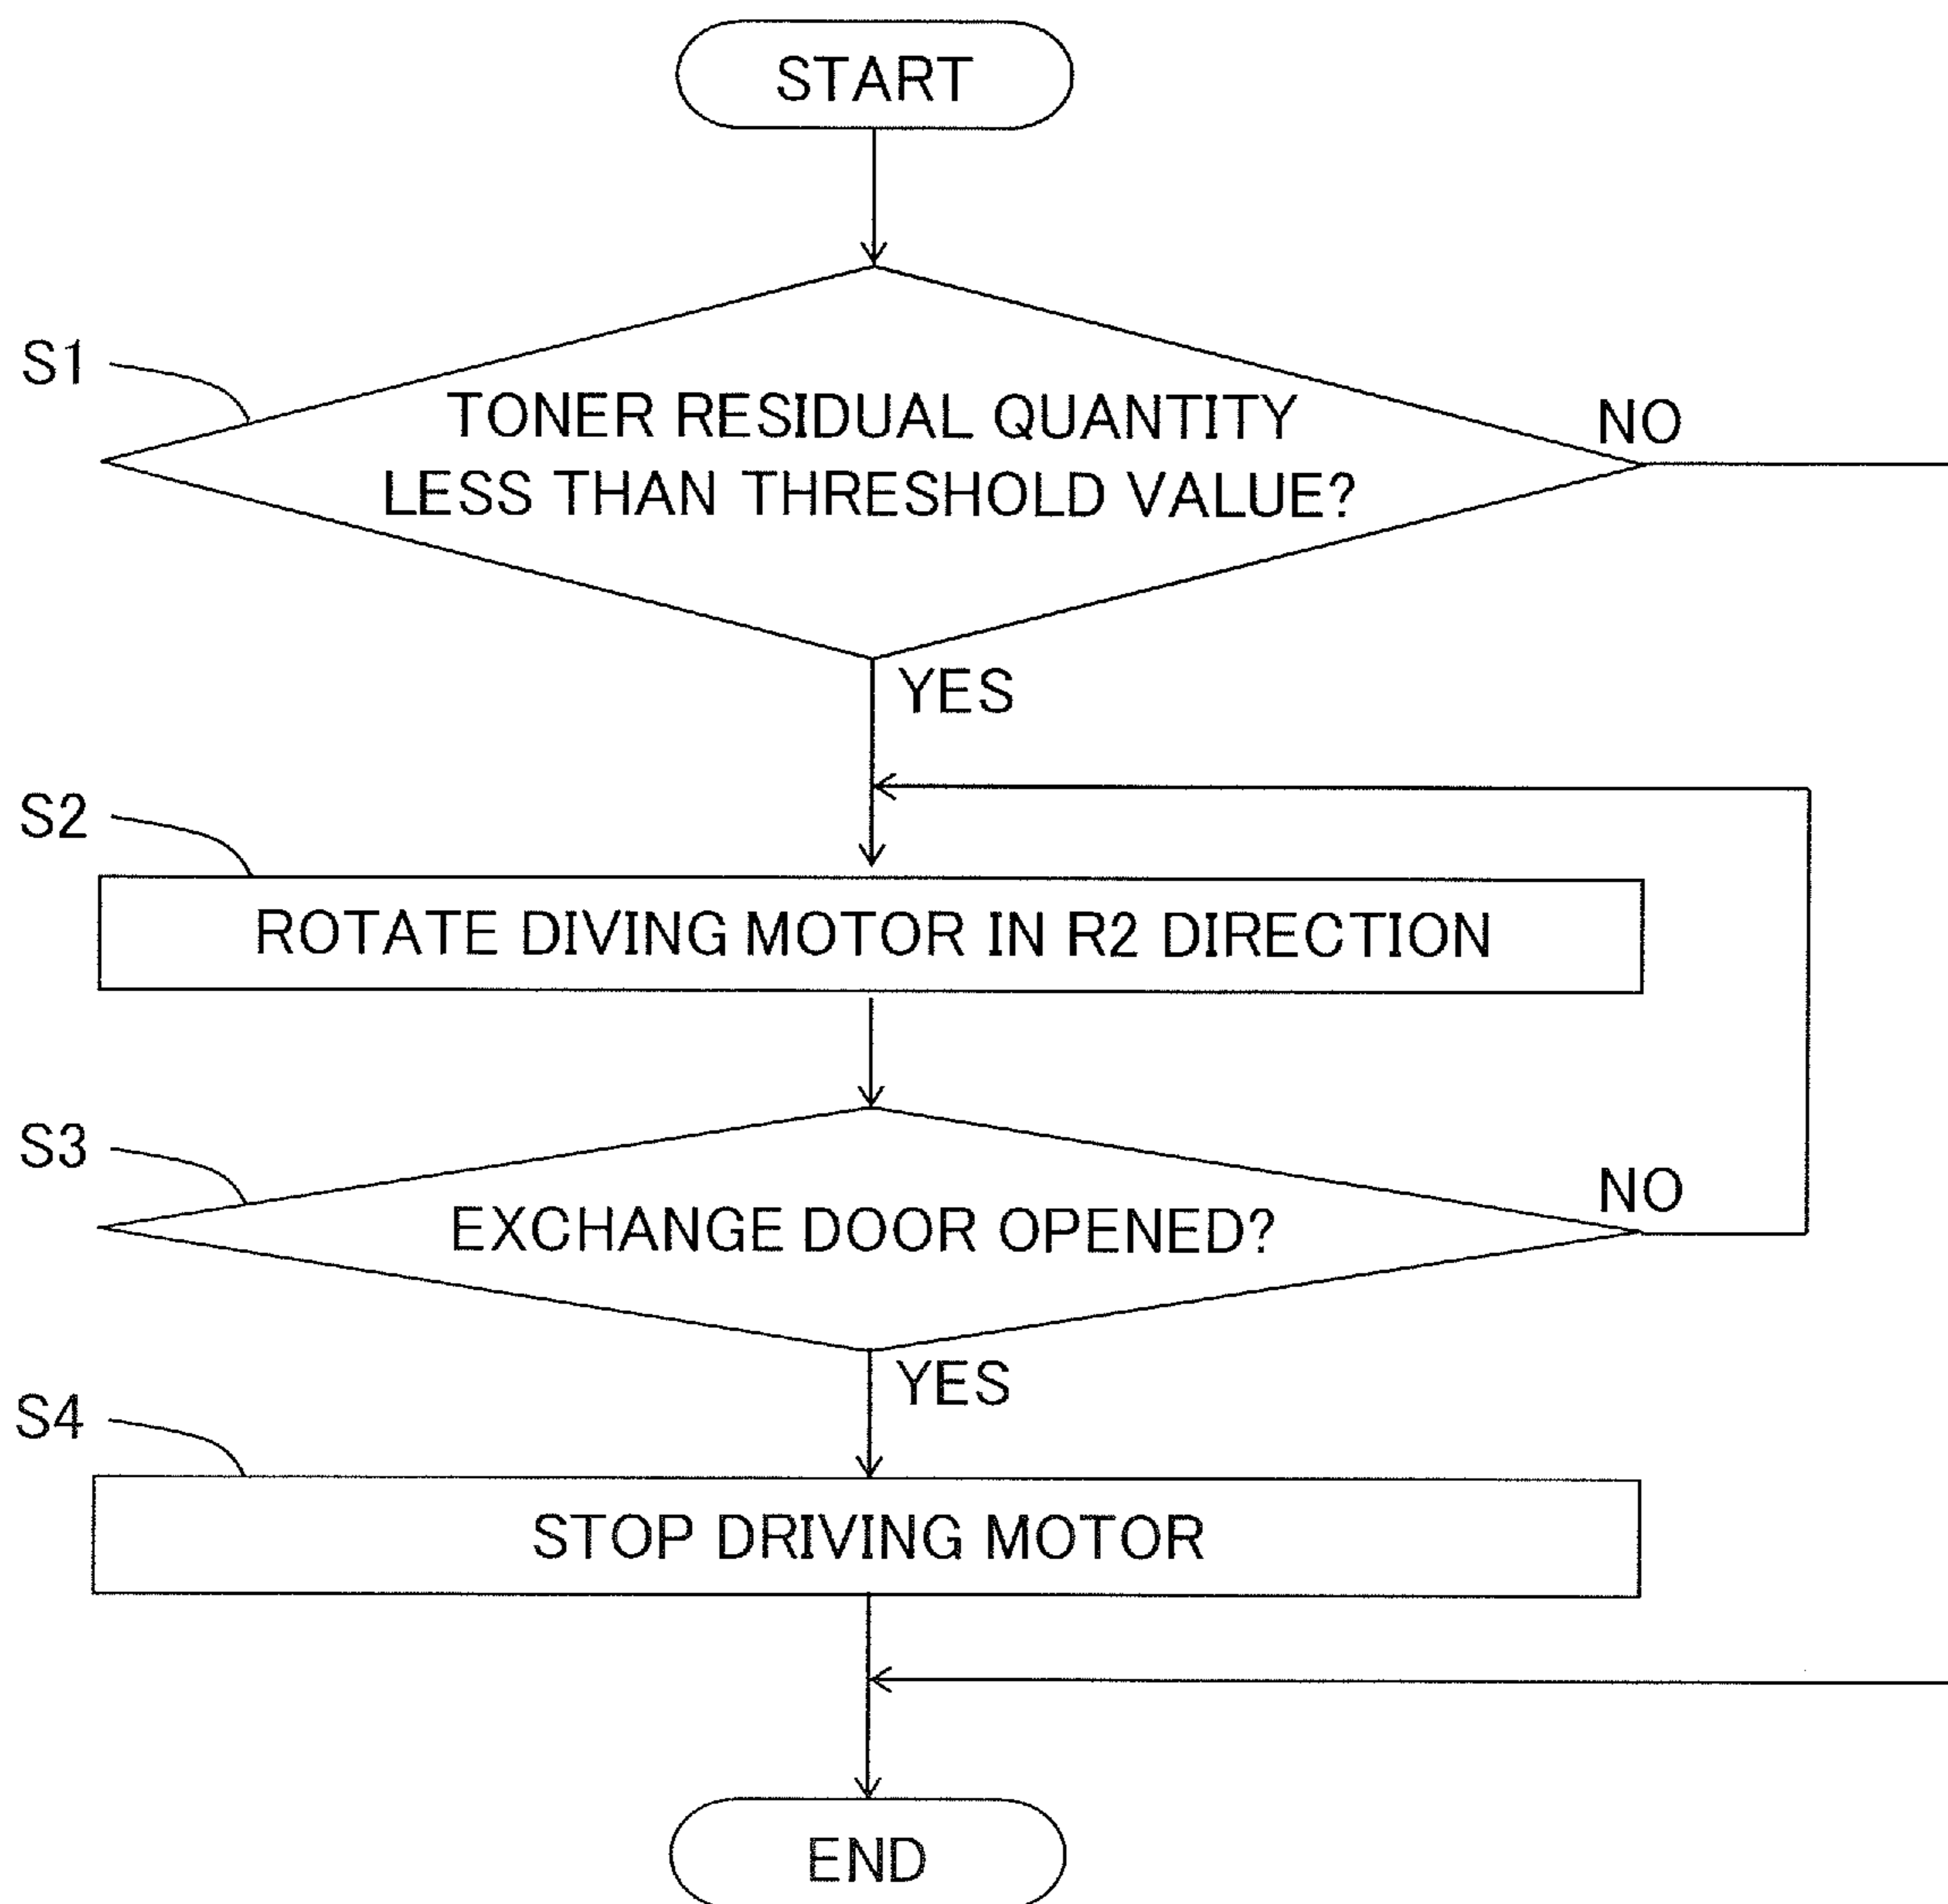 START
S1
TONER RESIDUAL QUANTITY
LESS THAN THRESHOLD VALUE?
NO
YES
S2
ROTATE DIVING MOTOR IN R2 DIRECTION
S3
EXCHANGE DOOR OPENED?
NO
YES
S4
STOP DRIVING MOTOR
END